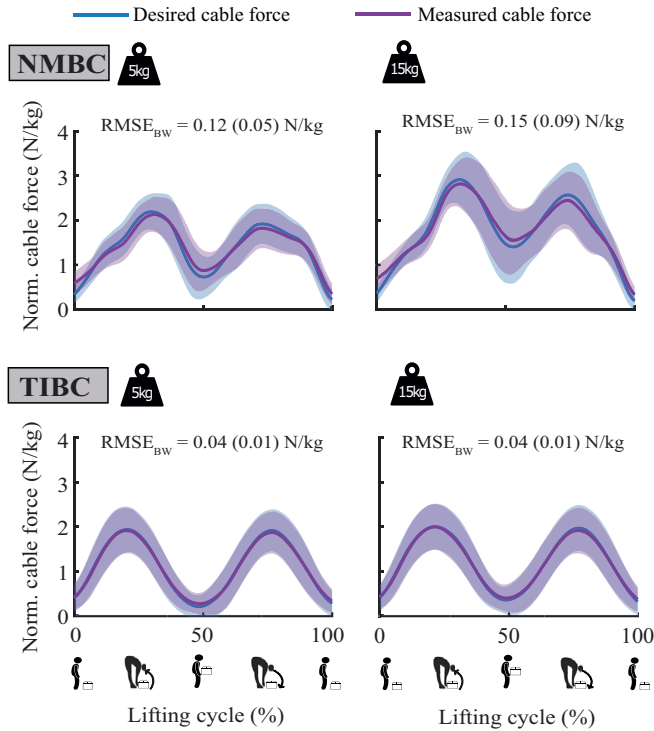 Desired cable force Measured cable force
NMBC 5kg 15kg
RMSE_BW = 0.12 (0.05) N/kg RMSE_BW = 0.15 (0.09) N/kg
Norm. cable force (N/kg)
4
3
2
1
0
TIBC 5kg 15kg
RMSE_BW = 0.04 (0.01) N/kg RMSE_BW = 0.04 (0.01) N/kg
Norm. cable force (N/kg)
4
3
2
1
0
0 50 100 0 50 100
Lifting cycle (%) Lifting cycle (%)